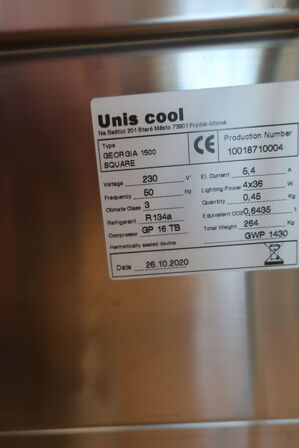 Unis cool
Na Baštici 201 Staré Město 73901 Frýdek-Místek
Type
GEORGIA 1500
SQUARE
CE
Production Number
10018710004
Voltage 230 V~
El. Current 5,4 A
Frequency 50 Hz
Lighting Power 4x36 W
Climate Class 3
Quantity 0,45 Kg
Refrigerant R 134a
Equivalent CO2 0,6435 t
Compressor GP 16 TB
Total Weight 264 Kg
Hermetically sealed device
GWP 1430
Date 26.10.2020